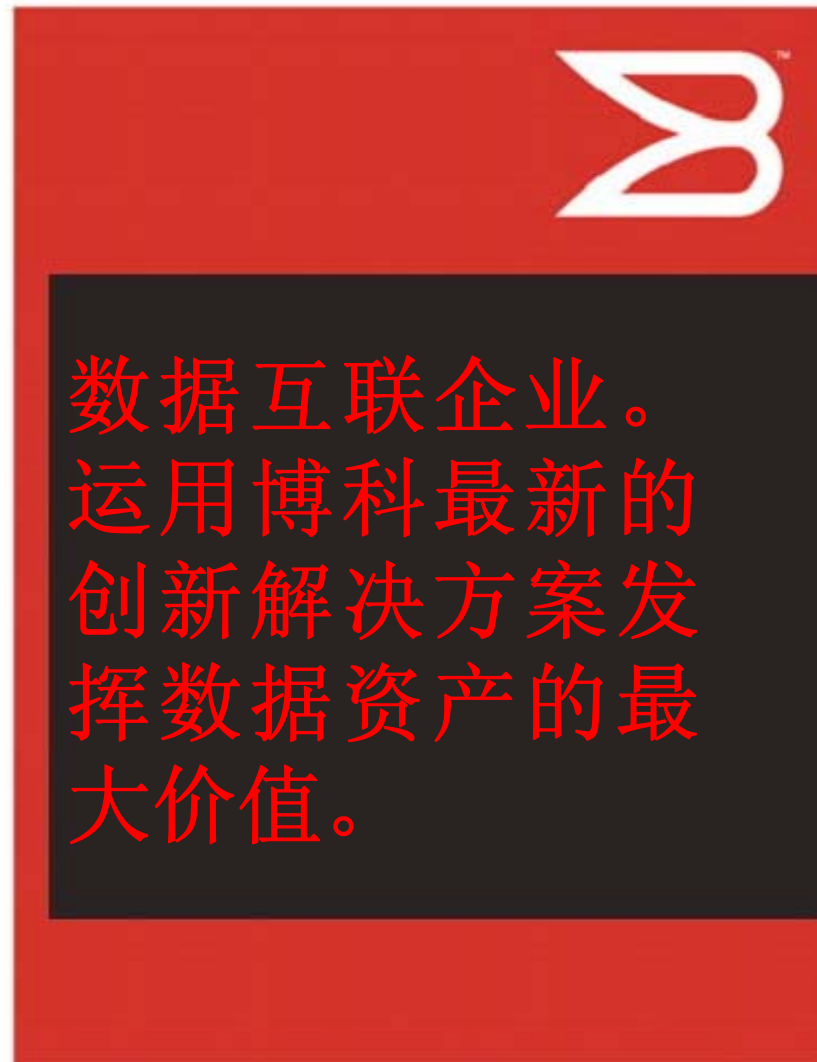 数据互联企业。
运用博科最新的
创新解决方案发
挥数据资产的最
大价值。